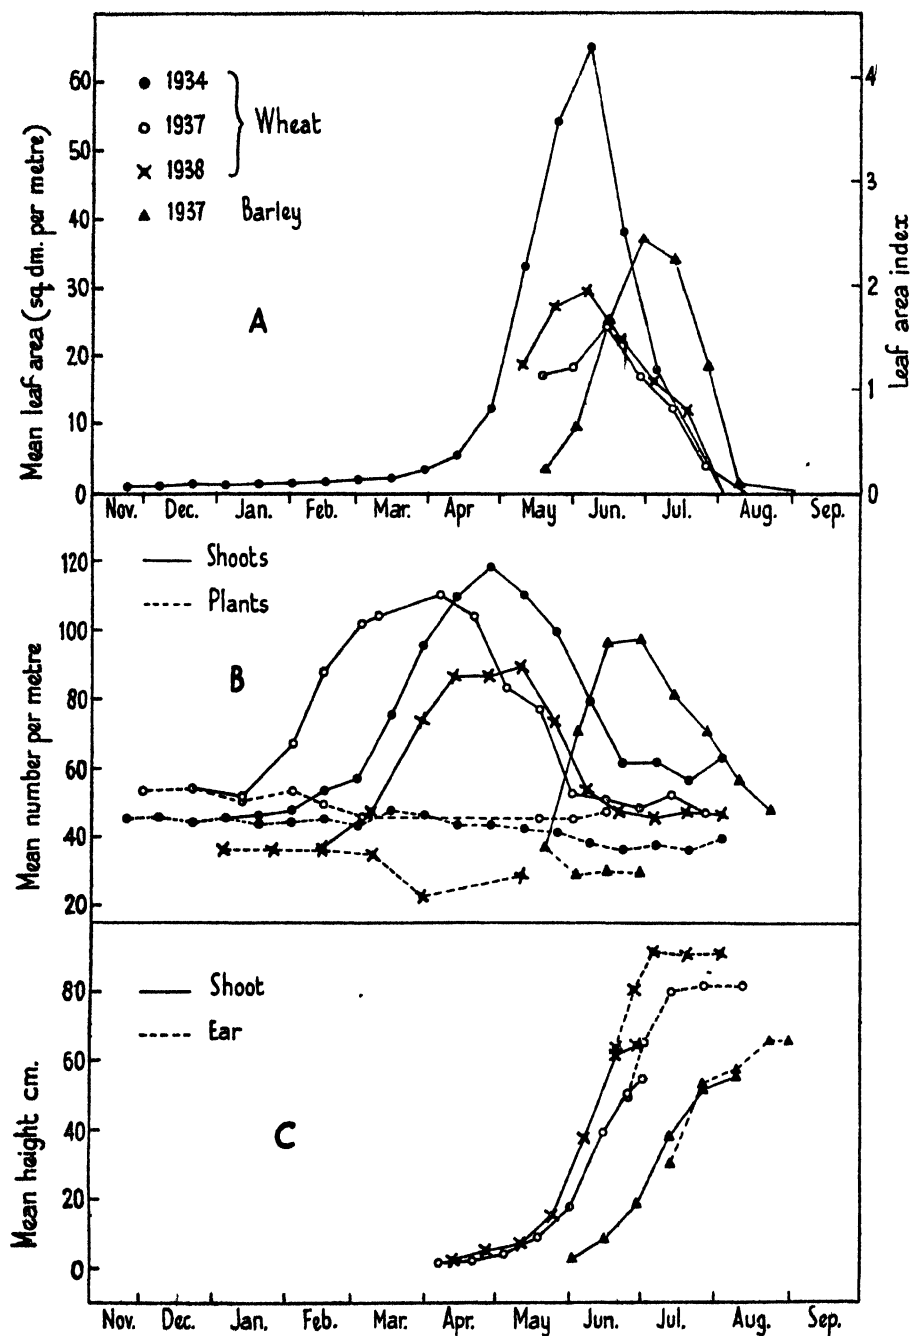 Mean leaf area (sq. dm. per metre)
60
50
40
30
20
10
0
1934
1937
1938
Wheat
1937 Barley
A
4
3
2
1
0
Leaf area index
Nov. Dec. Jan. Feb. Mar. Apr May Jun. Jul. Aug. Sep.
Mean number per metre
120
100
80
60
40
20
Shoots
Plants
B
Mean height cm.
80
60
40
20
0
Shoot
Ear
C
Nov. Dec. Jan. Feb. Mar. Apr. May Jun. Jul. Aug. Sep.